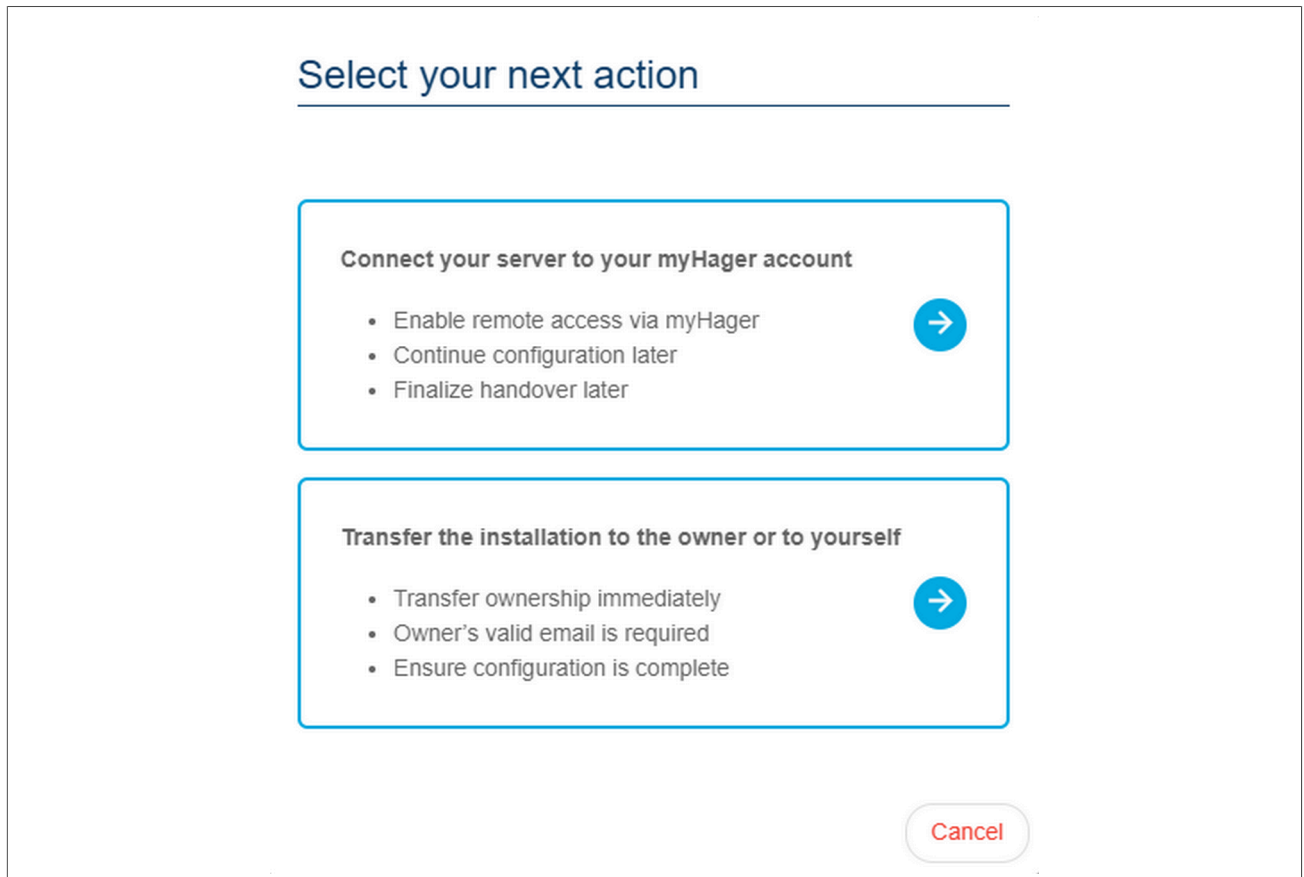 Select your next action
Connect your server to your myHager account
• Enable remote access via myHager
• Continue configuration later
• Finalize handover later
Transfer the installation to the owner or to yourself
• Transfer ownership immediately
• Owner’s valid email is required
• Ensure configuration is complete
Cancel